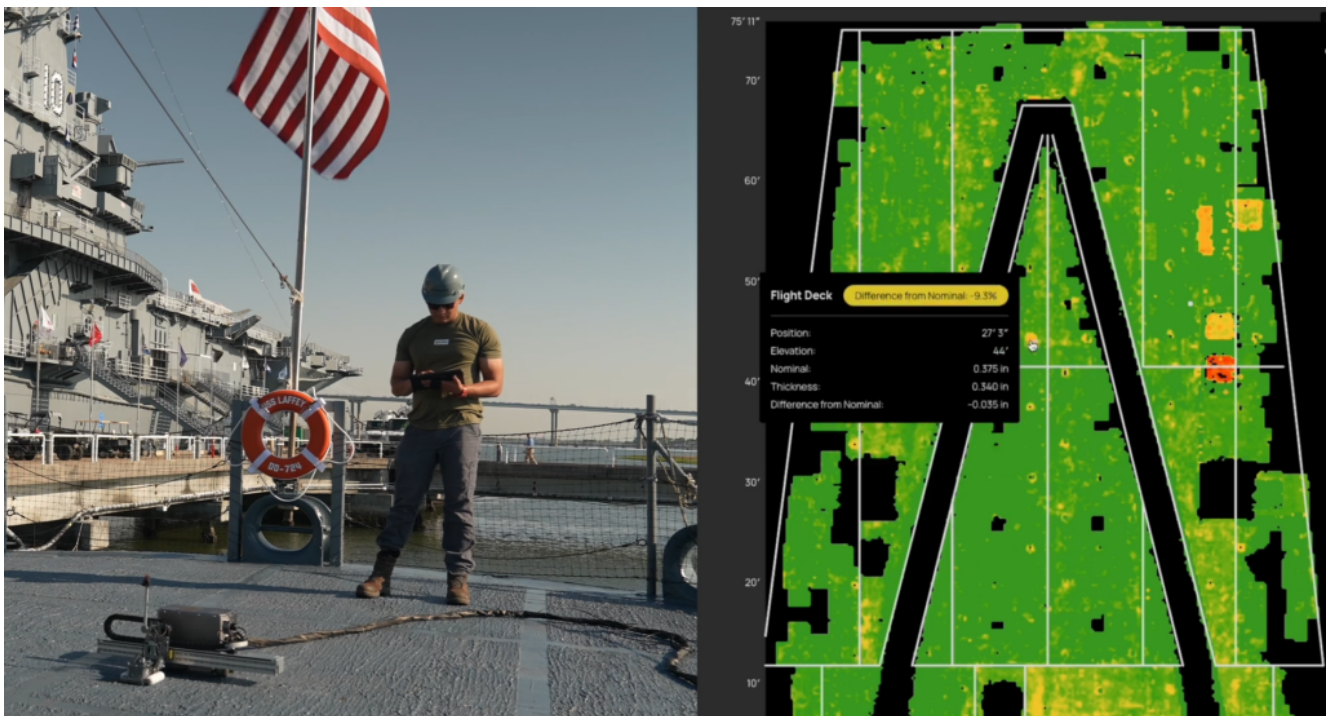 10
USS LAFFEY
DD-724
75' 11"
70'
60'
50'
40'
30'
20'
10'
Flight Deck
Difference from Nominal: -9.3%
Position:
27' 3"
Elevation:
44'
Nominal:
0.375 in
Thickness:
0.340 in
Difference from Nominal:
-0.035 in